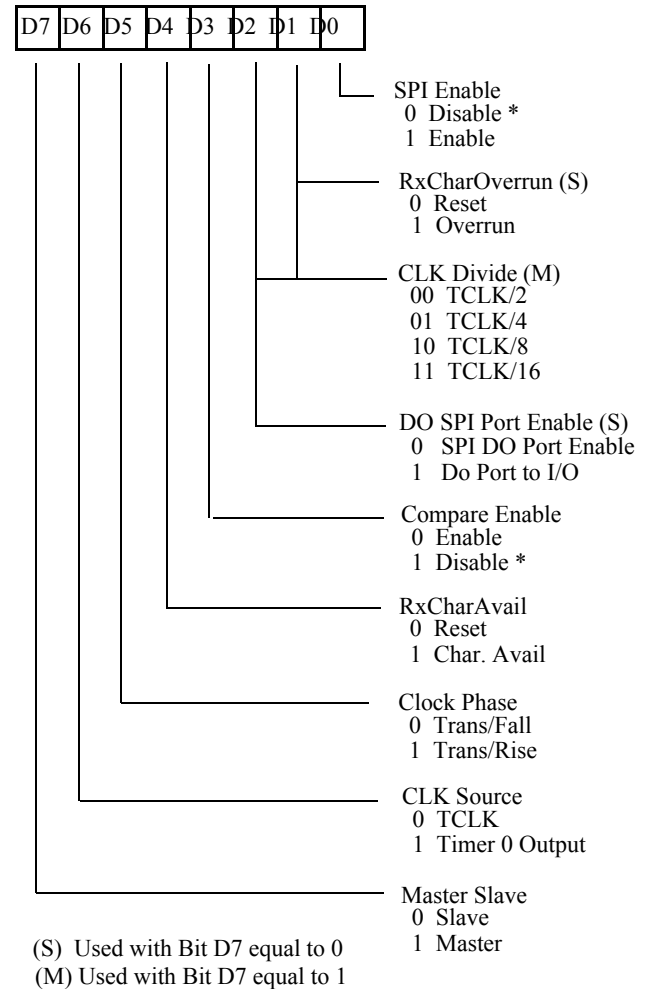 D7 D6 D5 D4 D3 D2 D1 D0
SPI Enable
0 Disable *
1 Enable
RxCharOverrun (S)
0 Reset
1 Overrun
CLK Divide (M)
00 TCLK/2
01 TCLK/4
10 TCLK/8
11 TCLK/16
DO SPI Port Enable (S)
0 SPI DO Port Enable
1 Do Port to I/O
Compare Enable
0 Enable
1 Disable *
RxCharAvail
0 Reset
1 Char. Avail
Clock Phase
0 Trans/Fall
1 Trans/Rise
CLK Source
0 TCLK
1 Timer 0 Output
Master Slave
0 Slave
1 Master
(S) Used with Bit D7 equal to 0
(M) Used with Bit D7 equal to 1